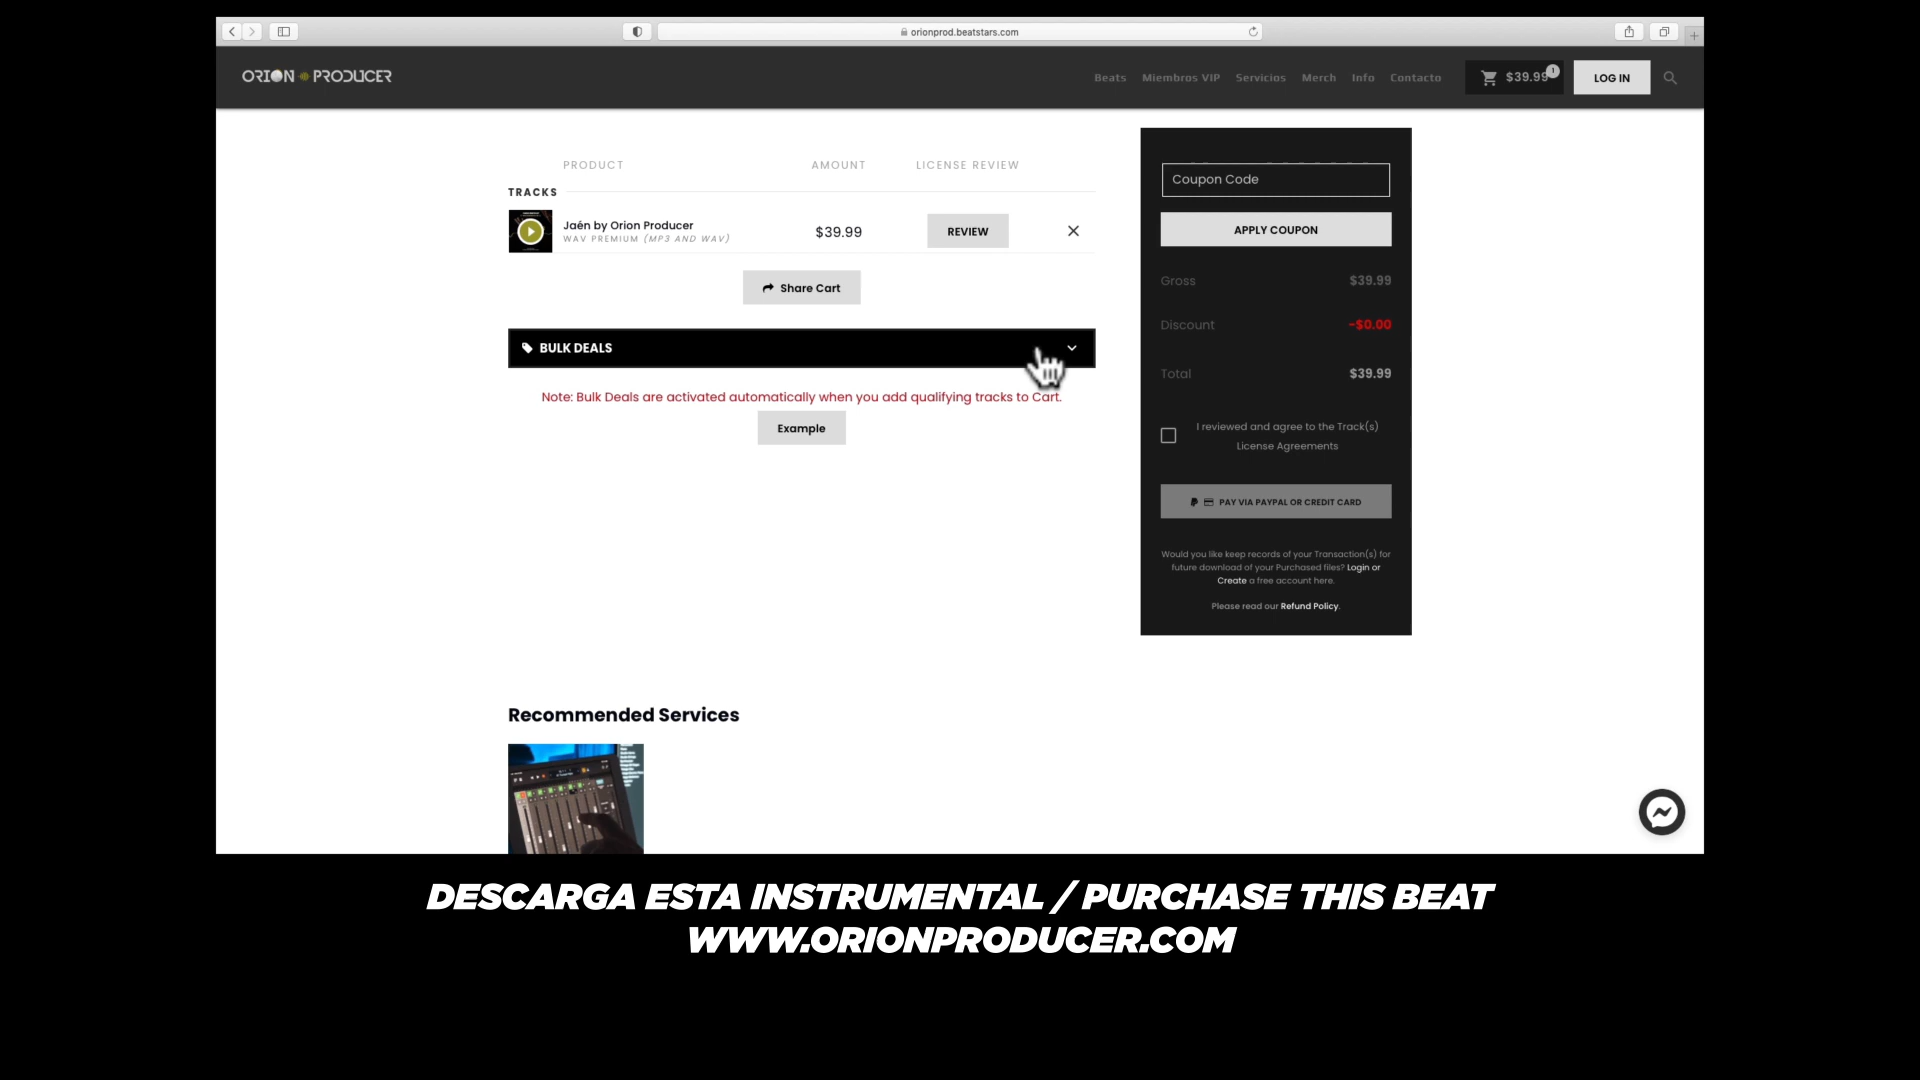 orionprod.beatstars.com
ORION PRODUCER
Beats Miembros VIP Servicios Merch Info Contacto
$39.99 1
LOG IN
PRODUCT AMOUNT LICENSE REVIEW
TRACKS
Jaén by Orion Producer
WAV PREMIUM (MP3 AND WAV)
$39.99
REVIEW
Share Cart
BULK DEALS
Note: Bulk Deals are activated automatically when you add qualifying tracks to Cart.
Example
Coupon Code
APPLY COUPON
Gross $39.99
Discount -$0.00
Total $39.99
I reviewed and agree to the Track(s)
License Agreements
PAY VIA PAYPAL OR CREDIT CARD
Would you like keep records of your Transaction(s) for
future download of your Purchased files? Login or
Create a free account here.
Please read our Refund Policy.
Recommended Services
DESCARGA ESTA INSTRUMENTAL / PURCHASE THIS BEAT
WWW.ORIONPRODUCER.COM